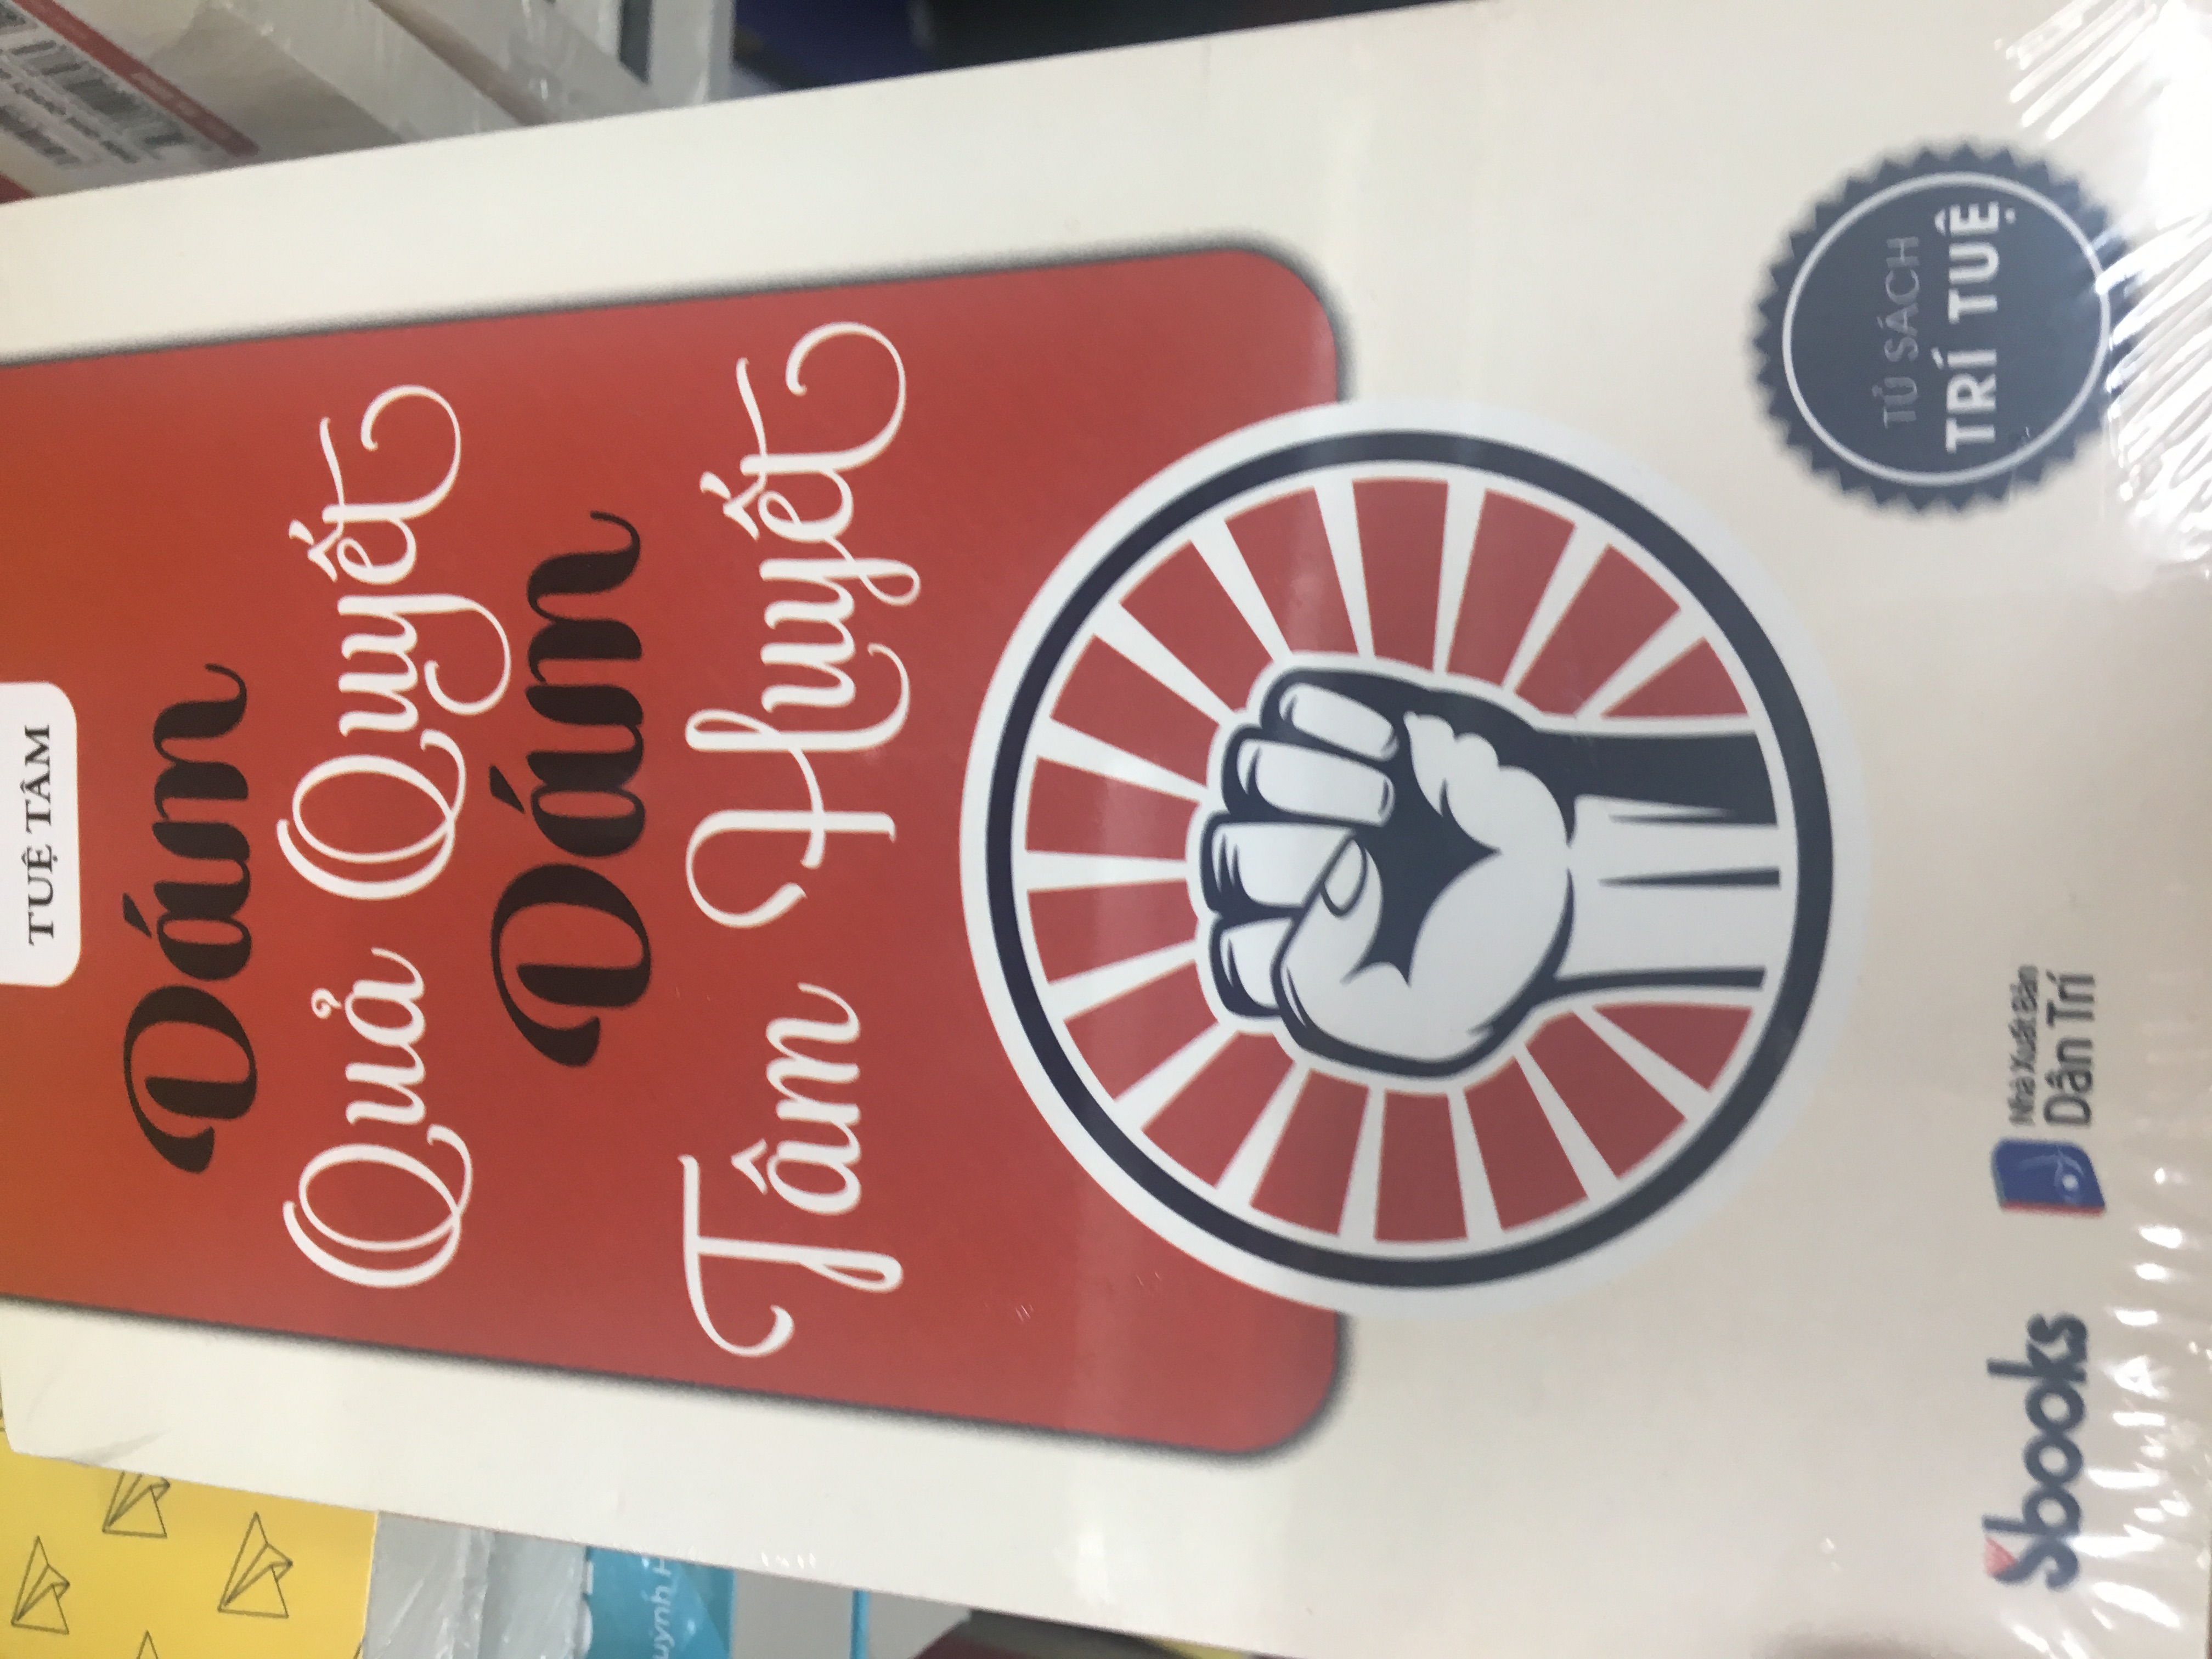 TUỆ TÂM
Dám
Quả Quyết
Dám
Tâm Huyết
TỦ SÁCH
TRÍ TUỆ
Sbooks
Nhà Xuất Bản
Dân Trí